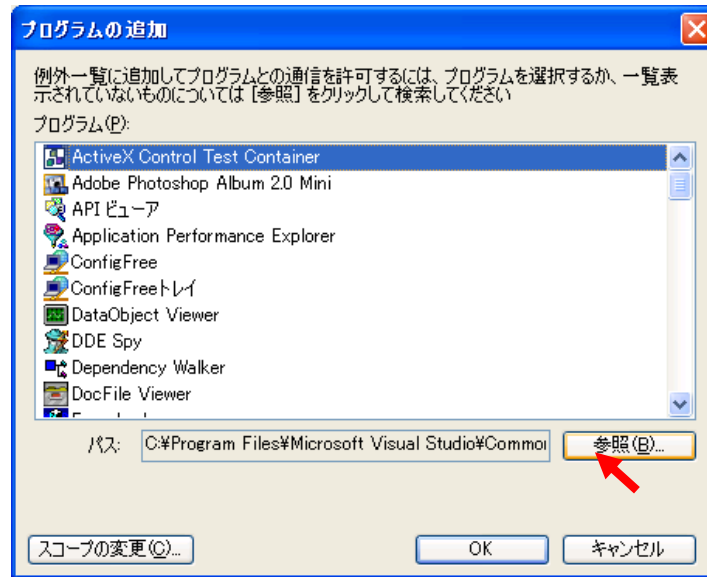 プログラムの追加
例外一覧に追加してプログラムとの通信を許可するには、プログラムを選択するか、一覧表
示されていないものについては [参照] をクリックして検索してください
プログラム(P):
ActiveX Control Test Container
Adobe Photoshop Album 2.0 Mini
API ビューア
Application Performance Explorer
ConfigFree
ConfigFreeトレイ
DataObject Viewer
DDE Spy
Dependency Walker
DocFile Viewer
パス: C:¥Program Files¥Microsoft Visual Studio¥Common 参照(B)...
スコープの変更(C)... OK キャンセル